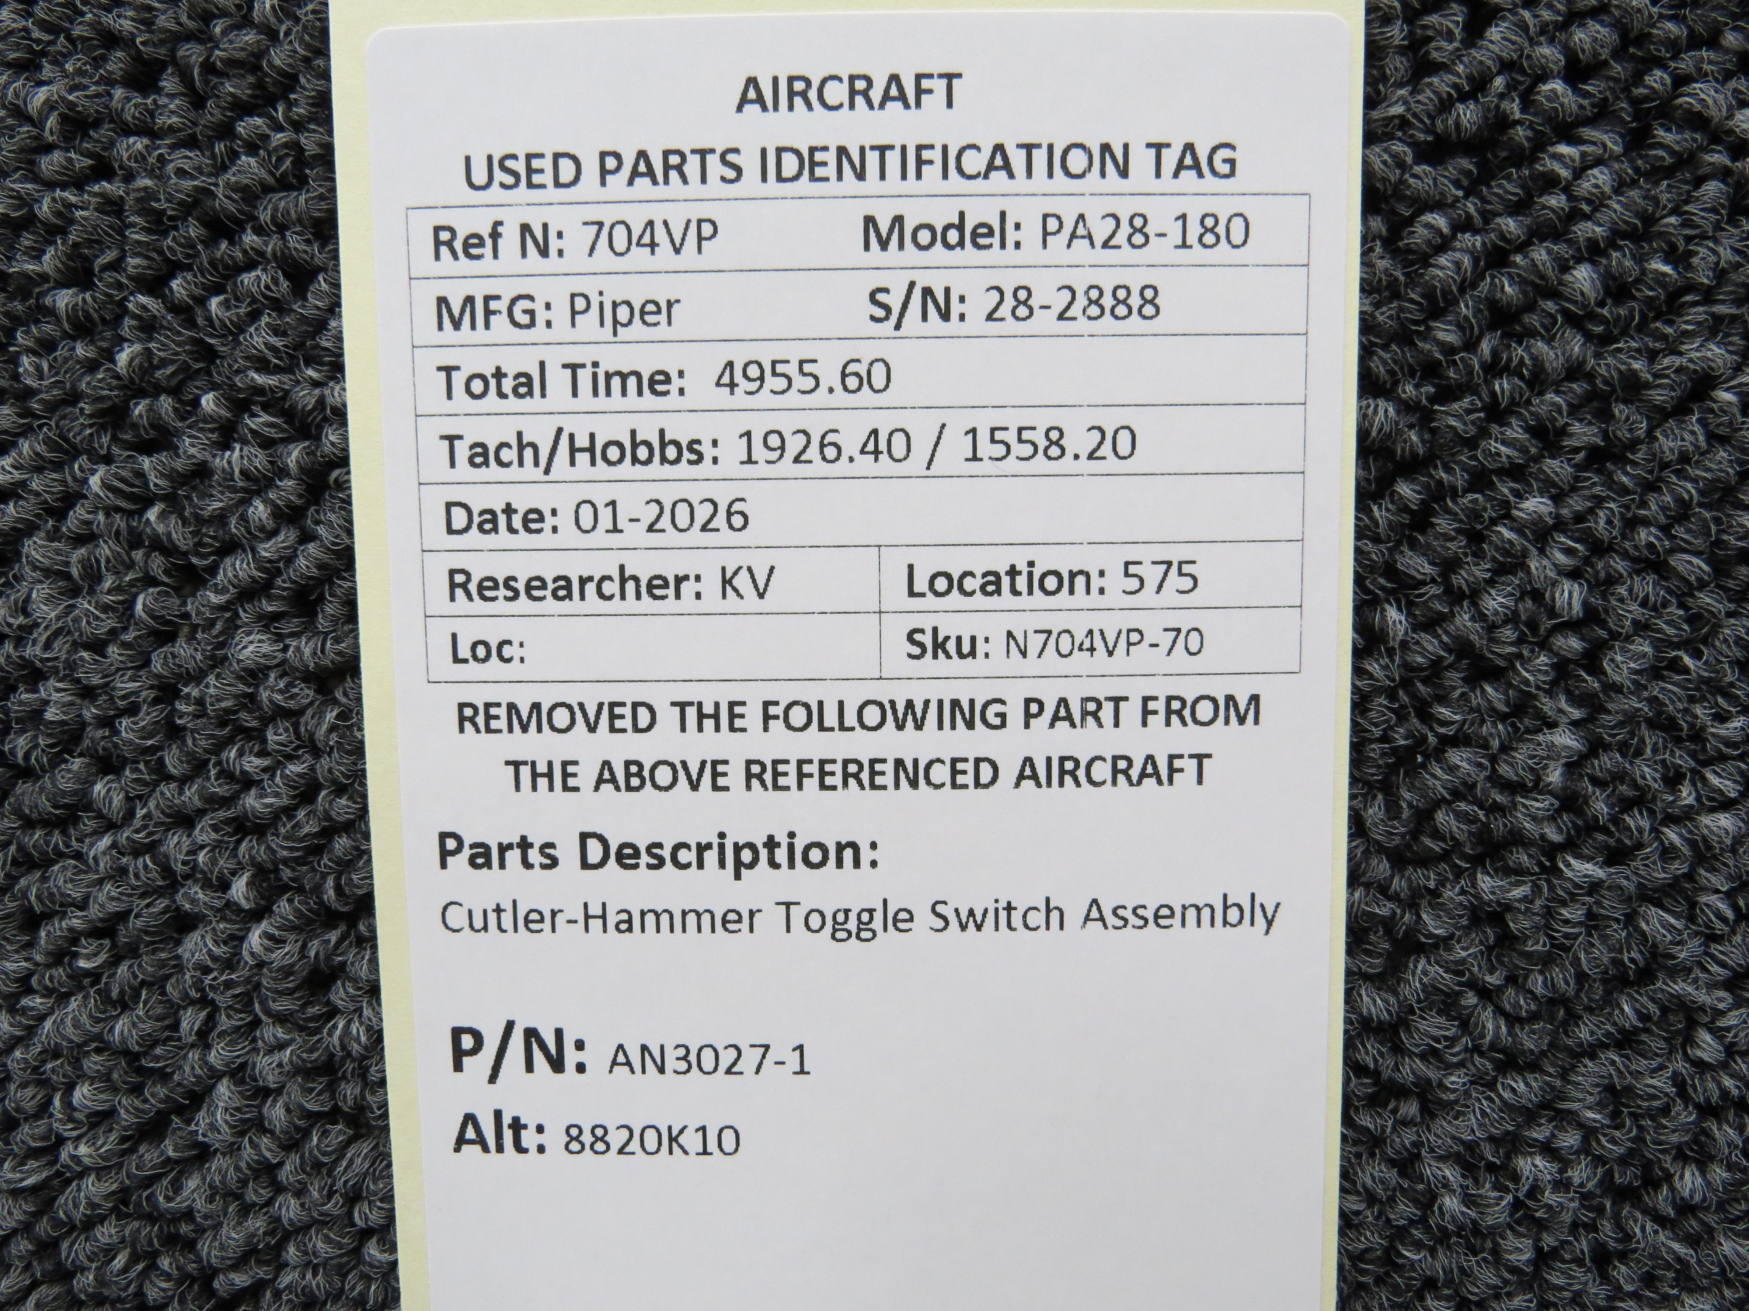 AIRCRAFT
USED PARTS IDENTIFICATION TAG
Ref N: 704VP Model: PA28-180
MFG: Piper S/N: 28-2888
Total Time: 4955.60
Tach/Hobbs: 1926.40 / 1558.20
Date: 01-2026
Researcher: KV Location: 575
Loc: Sku: N704VP-70
REMOVED THE FOLLOWING PART FROM
THE ABOVE REFERENCED AIRCRAFT
Parts Description:
Cutler-Hammer Toggle Switch Assembly
P/N: AN3027-1
Alt: 8820K10